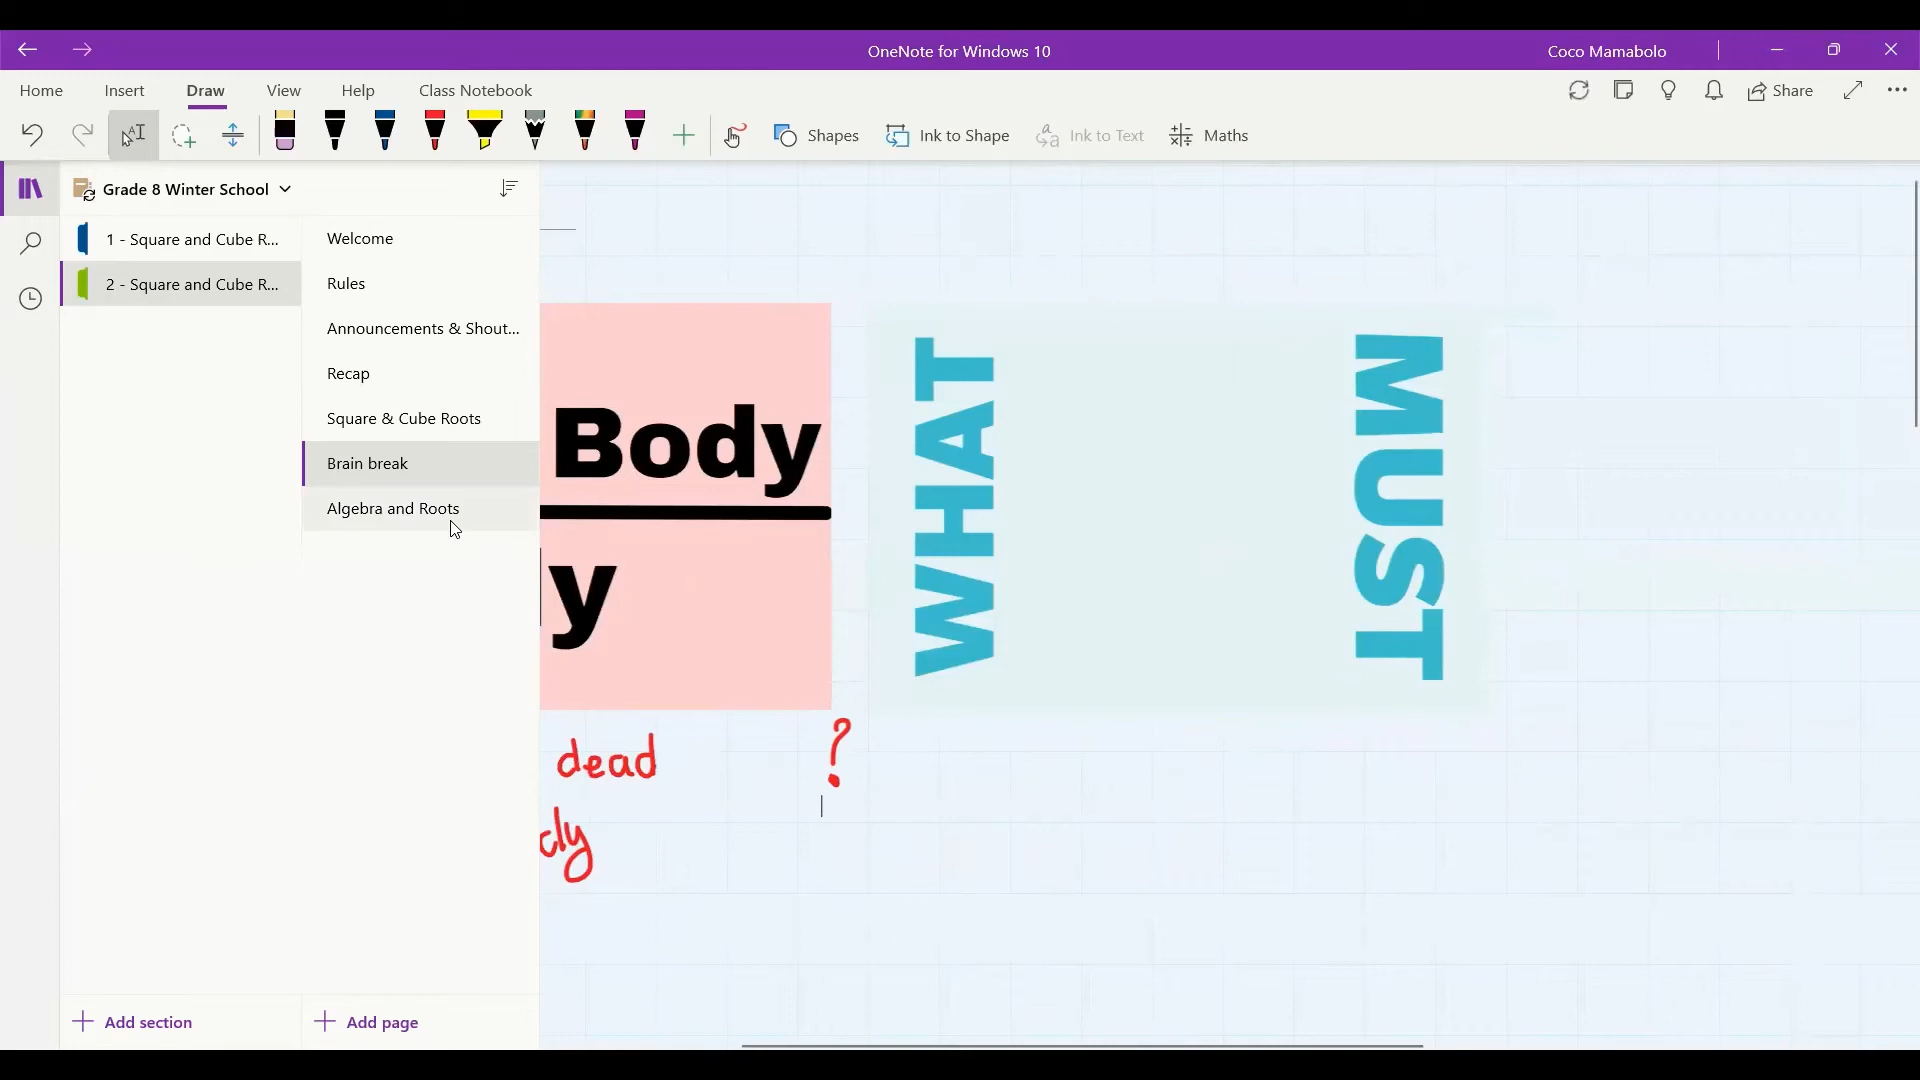 OneNote for Windows 10
Coco Mamabolo
Home
Insert
Draw
View
Help
Class Notebook
Share
Shapes
Ink to Shape
Ink to Text
Maths
Grade 8 Winter School
1 - Square and Cube R...
2 - Square and Cube R...
Welcome
Rules
Announcements & Shout...
Recap
Square & Cube Roots
Brain break
Algebra and Roots
Add section
Add page
Body
y
dead
?
WHAT
MUST